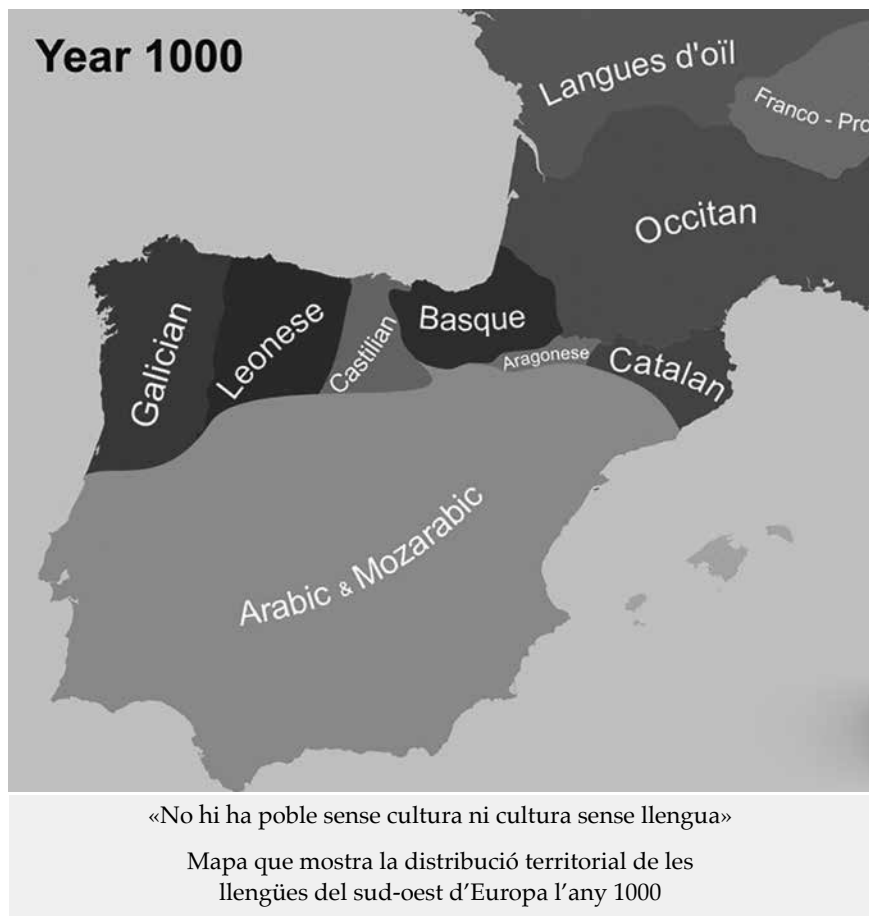 Year 1000
Langues d'oïl
Franco - Pro
Occitan
Galician
Leonese
Castilian
Basque
Aragonese
Catalan
Arabic & Mozarabic
«No hi ha poble sense cultura ni cultura sense llengua»
Mapa que mostra la distribució territorial de les
llengües del sud-oest d’Europa l’any 1000